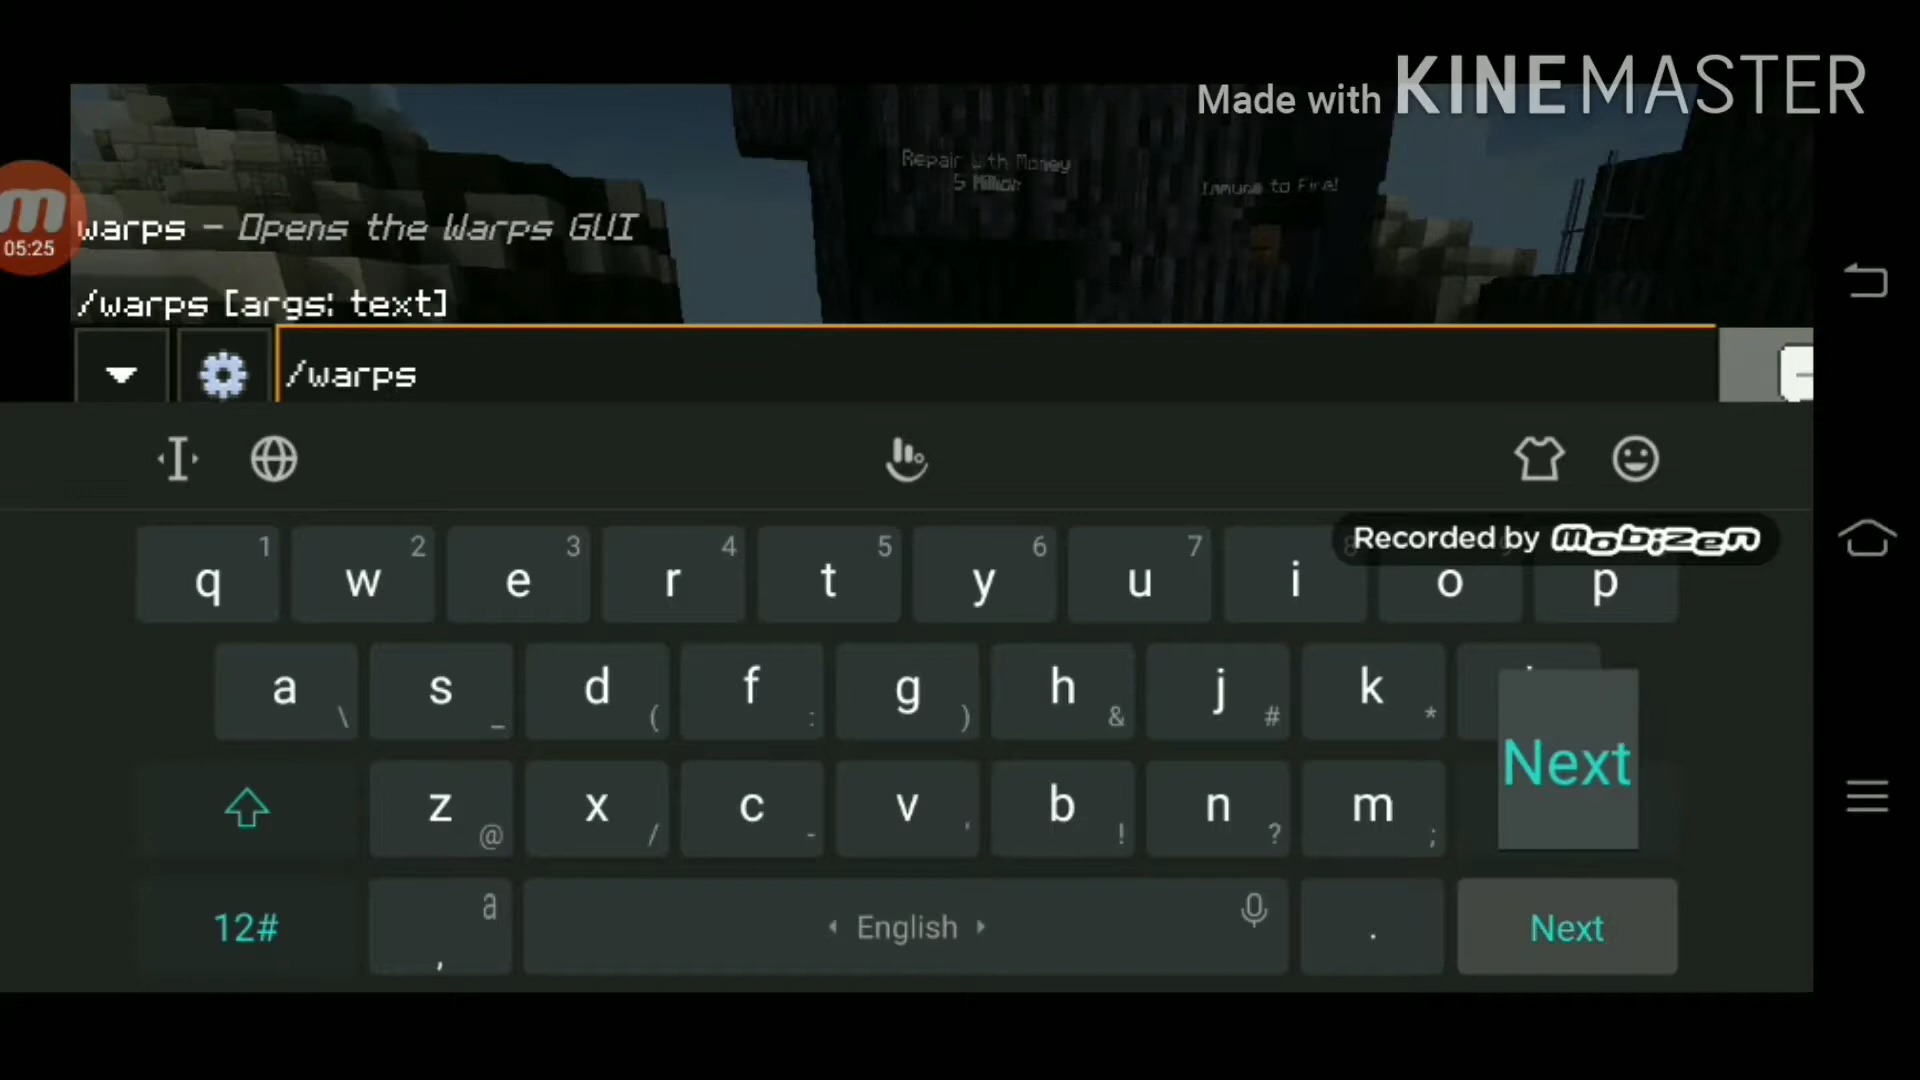 Made with KINEMASTER
Repair with Money
5 Million
Immune to Fire!
m
05:25
warps – Opens the Warps GUI
/warps [args: text]
/warps
Recorded by mobizen
1 2 3 4 5 6 7
q w e r t y u i o p
a s d f g h j k
\ _ ( : ) & # *
Next
z x c v b n m
@ / - ' ! ? ;
12# , a English . Next